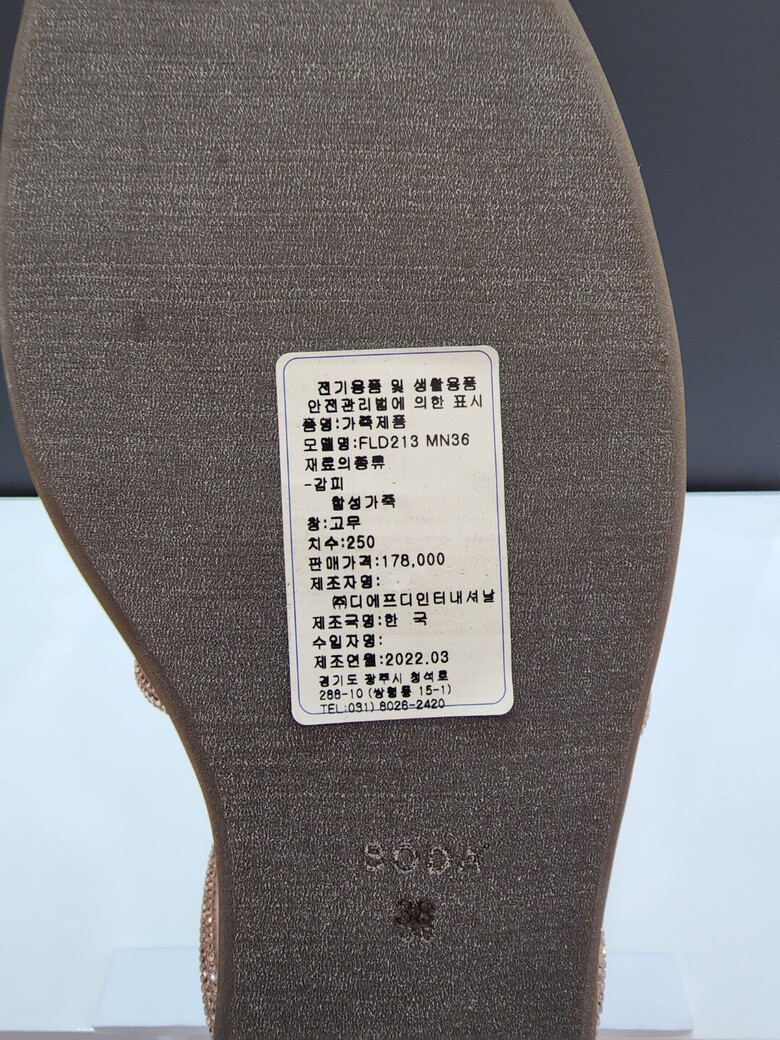 전기용품 및 생활용품
안전관리법에 의한 표시
품명:가죽제품
모델명:FLD213 MN36
재료의종류
-갑피
합성가죽
창:고무
치수:250
판매가격:178,000
제조자명:
㈜디에프디인터내셔날
제조국명:한 국
수입자명:
제조연월:2022.03
경기도 광주시 청석로
288-10 (쌍령동 15-1)
TEL:031) 8026-2420
SODA
38